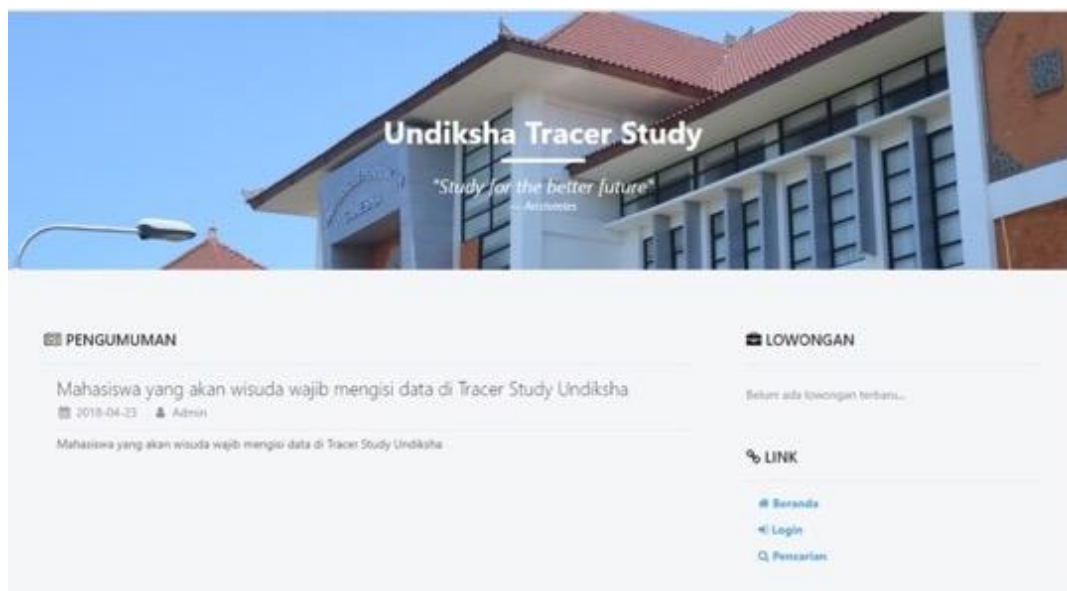 Undiksha Tracer Study
"Study for the better future"
— Aristoteles
PENGUMUMAN
Mahasiswa yang akan wisuda wajib mengisi data di Tracer Study Undiksha
2018-04-23 Admin
Mahasiswa yang akan wisuda wajib mengisi data di Tracer Study Undiksha
LOWONGAN
Belum ada lowongan terbaru...
LINK
Beranda
Login
Pencarian